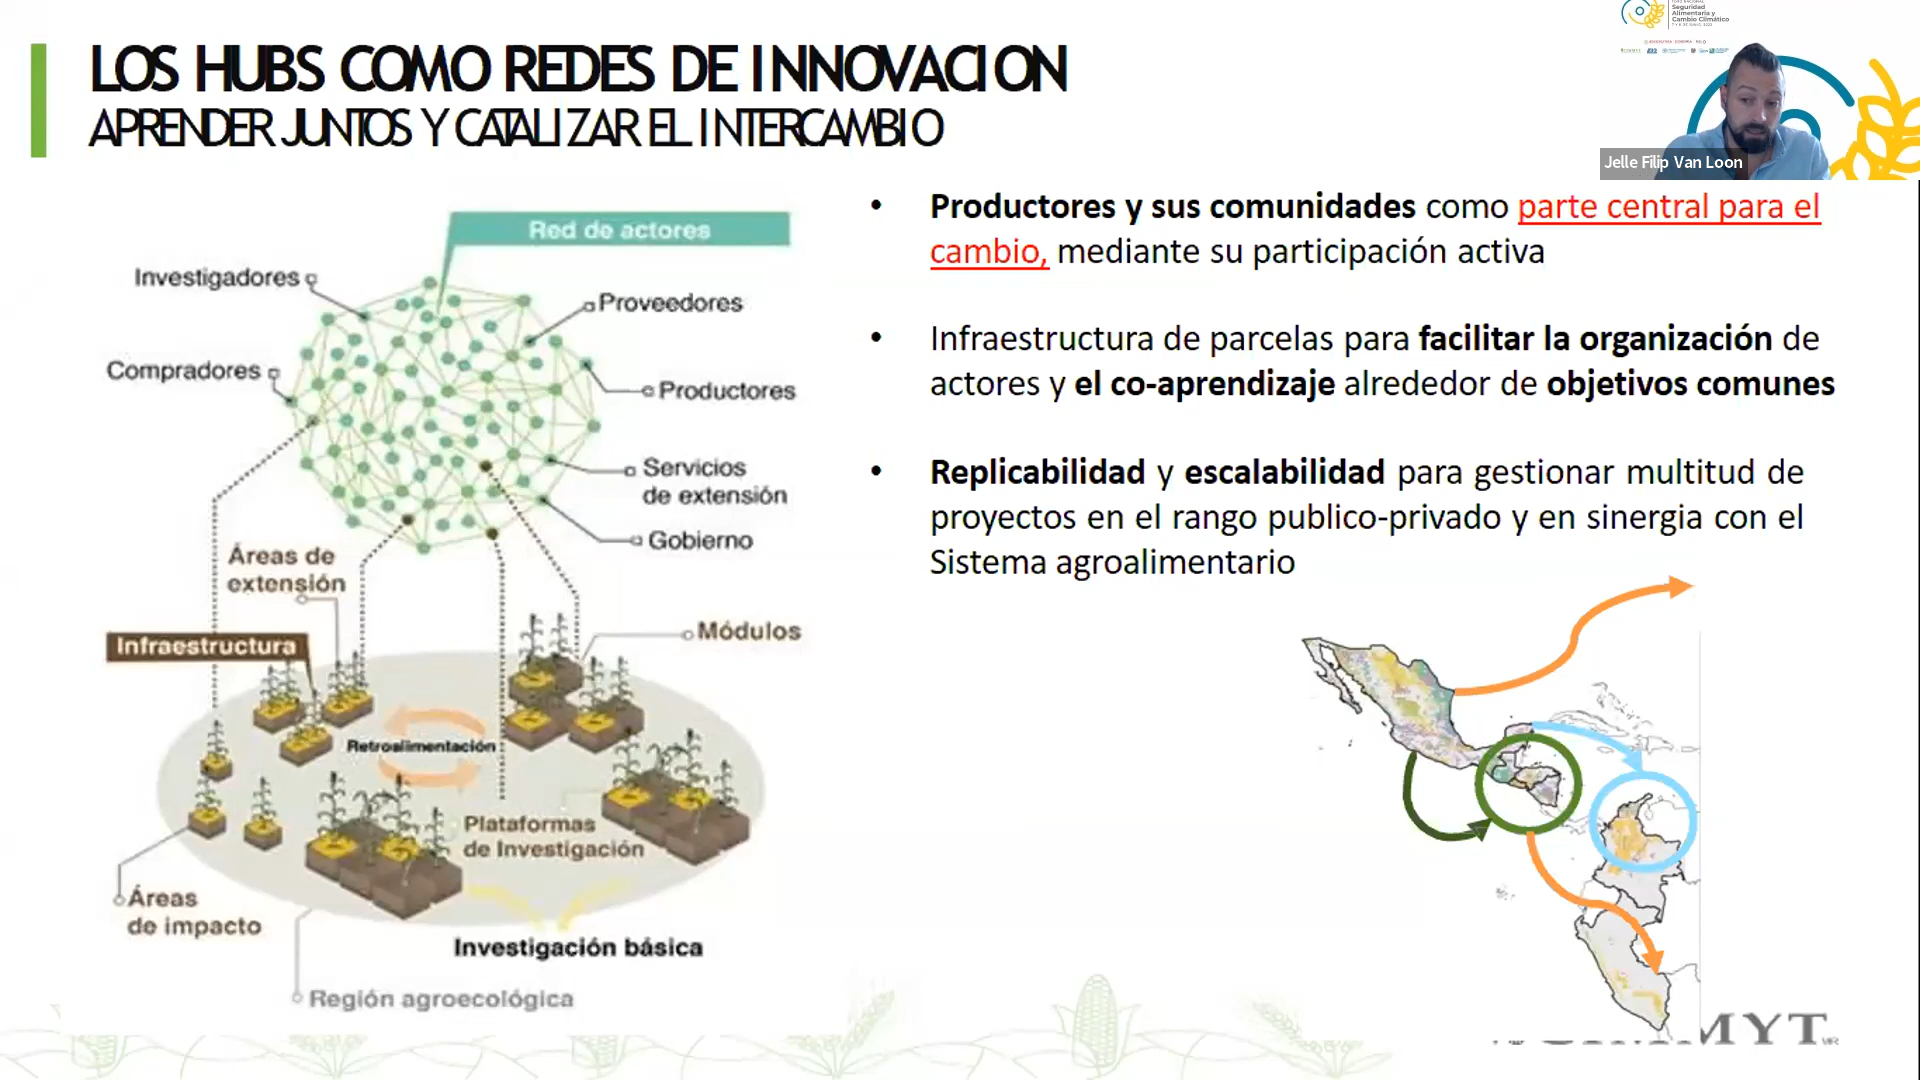 LOS HUBS COMO REDES DE INNOVACION
APRENDER JUNTOS Y CATALIZAR EL INTERCAMBIO
Seguridad
Alimentaria y
Cambio Climático
Jelle Filip Van Loon
Red de actores
Investigadores
Proveedores
Compradores
Productores
Servicios
de extensión
Gobierno
Áreas de
extensión
Infraestructura
Módulos
Retroalimentación
Plataformas
de Investigación
Áreas
de impacto
Investigación básica
Región agroecológica
• Productores y sus comunidades como parte central para el
cambio, mediante su participación activa
• Infraestructura de parcelas para facilitar la organización de
actores y el co-aprendizaje alrededor de objetivos comunes
• Replicabilidad y escalabilidad para gestionar multitud de
proyectos en el rango publico-privado y en sinergia con el
Sistema agroalimentario